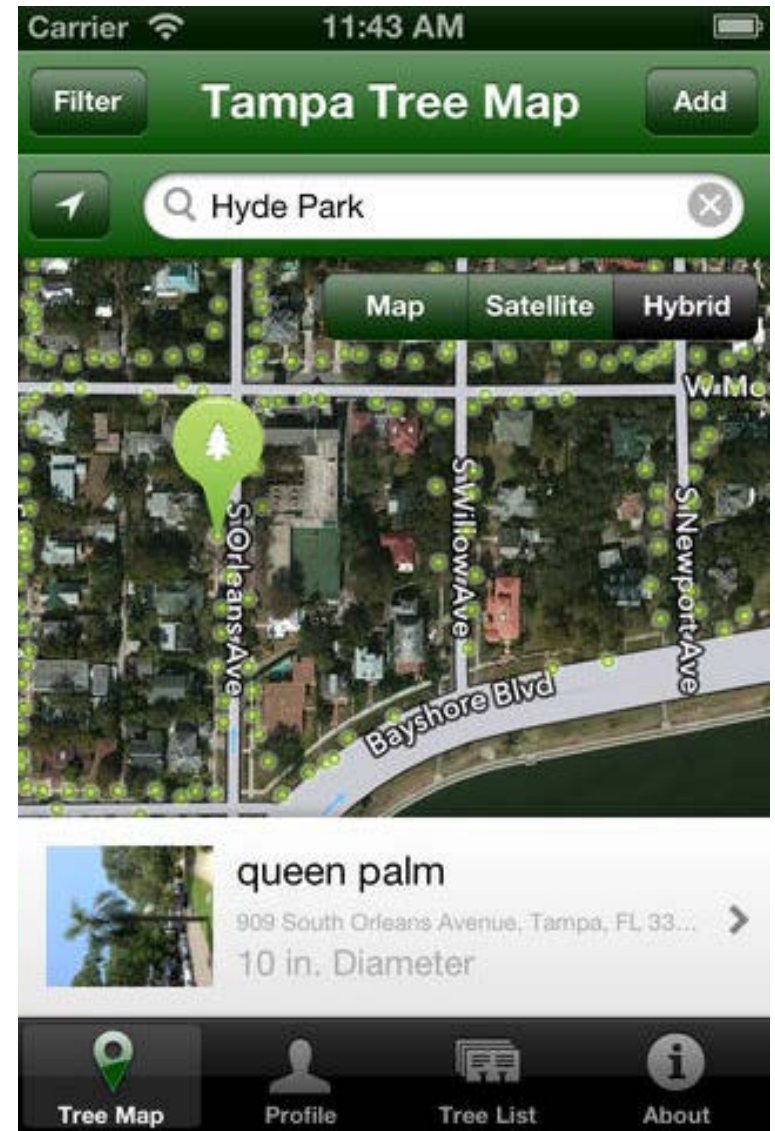 Carrier 11:43 AM
Filter Tampa Tree Map Add
Hyde Park
Map Satellite Hybrid
W Mo
S Orleans Ave
S Willow Ave
S Newport Ave
Bayshore Blvd
queen palm
909 South Orleans Avenue, Tampa, FL 33...
10 in. Diameter
Tree Map Profile Tree List About